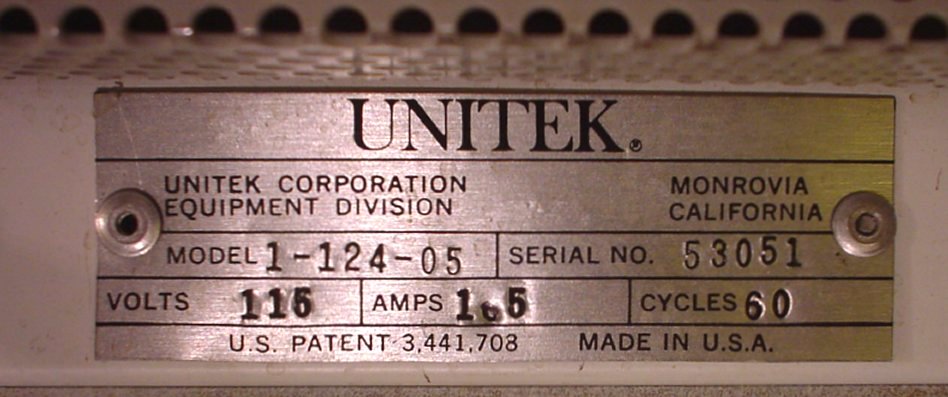 UNITEK®
UNITEK CORPORATION MONROVIA
EQUIPMENT DIVISION CALIFORNIA
MODEL 1-124-05 SERIAL NO. 53051
VOLTS 115 AMPS 1.5 CYCLES 60
U.S. PATENT 3,441,708 MADE IN U.S.A.